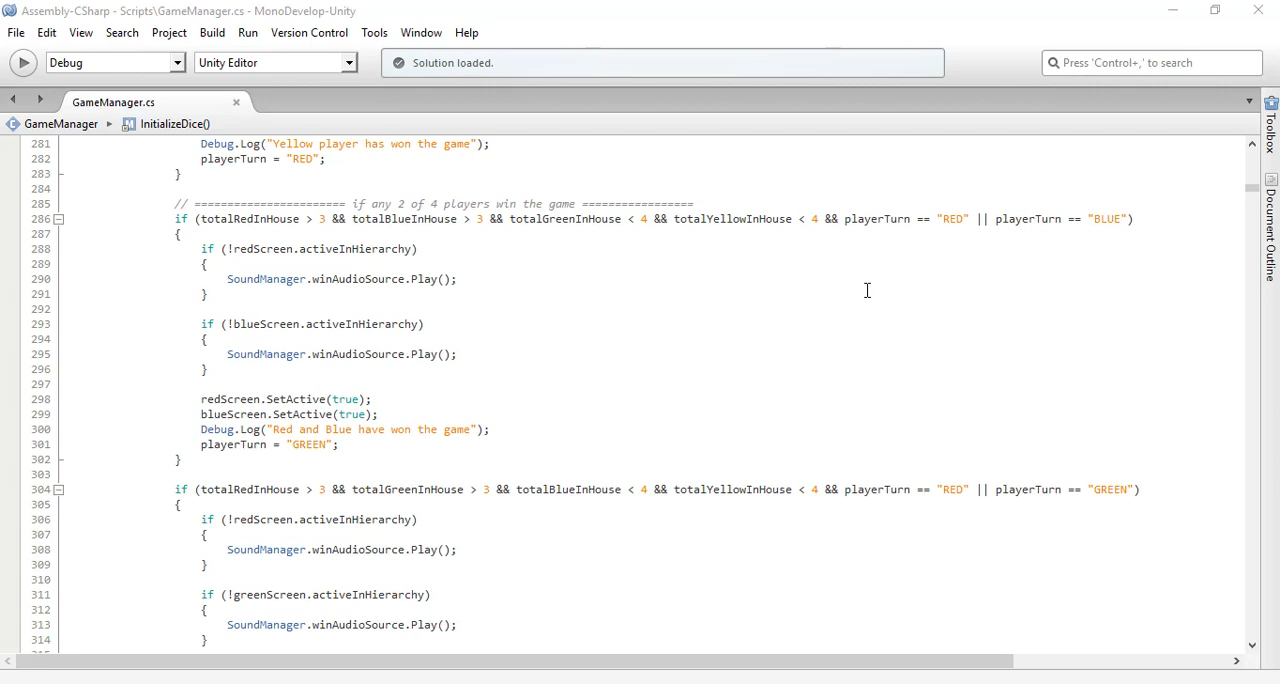 Assembly-CSharp - Scripts\GameManager.cs - MonoDevelop-Unity
File Edit View Search Project Build Run Version Control Tools Window Help
Debug Unity Editor Solution loaded. Press 'Control+,' to search
GameManager.cs
GameManager InitializeDice()
Toolbox
Document Outline
281 Debug.Log("Yellow player has won the game");
282 playerTurn = "RED";
283 }
284
285 // ======================= if any 2 of 4 players win the game =================
286 if (totalRedInHouse > 3 && totalBlueInHouse > 3 && totalGreenInHouse < 4 && totalYellowInHouse < 4 && playerTurn == "RED" || playerTurn == "BLUE")
287 {
288 if (!redScreen.activeInHierarchy)
289 {
290 SoundManager.winAudioSource.Play();
291 }
292
293 if (!blueScreen.activeInHierarchy)
294 {
295 SoundManager.winAudioSource.Play();
296 }
297
298 redScreen.SetActive(true);
299 blueScreen.SetActive(true);
300 Debug.Log("Red and Blue have won the game");
301 playerTurn = "GREEN";
302 }
303
304 if (totalRedInHouse > 3 && totalGreenInHouse > 3 && totalBlueInHouse < 4 && totalYellowInHouse < 4 && playerTurn == "RED" || playerTurn == "GREEN")
305 {
306 if (!redScreen.activeInHierarchy)
307 {
308 SoundManager.winAudioSource.Play();
309 }
310
311 if (!greenScreen.activeInHierarchy)
312 {
313 SoundManager.winAudioSource.Play();
314 }